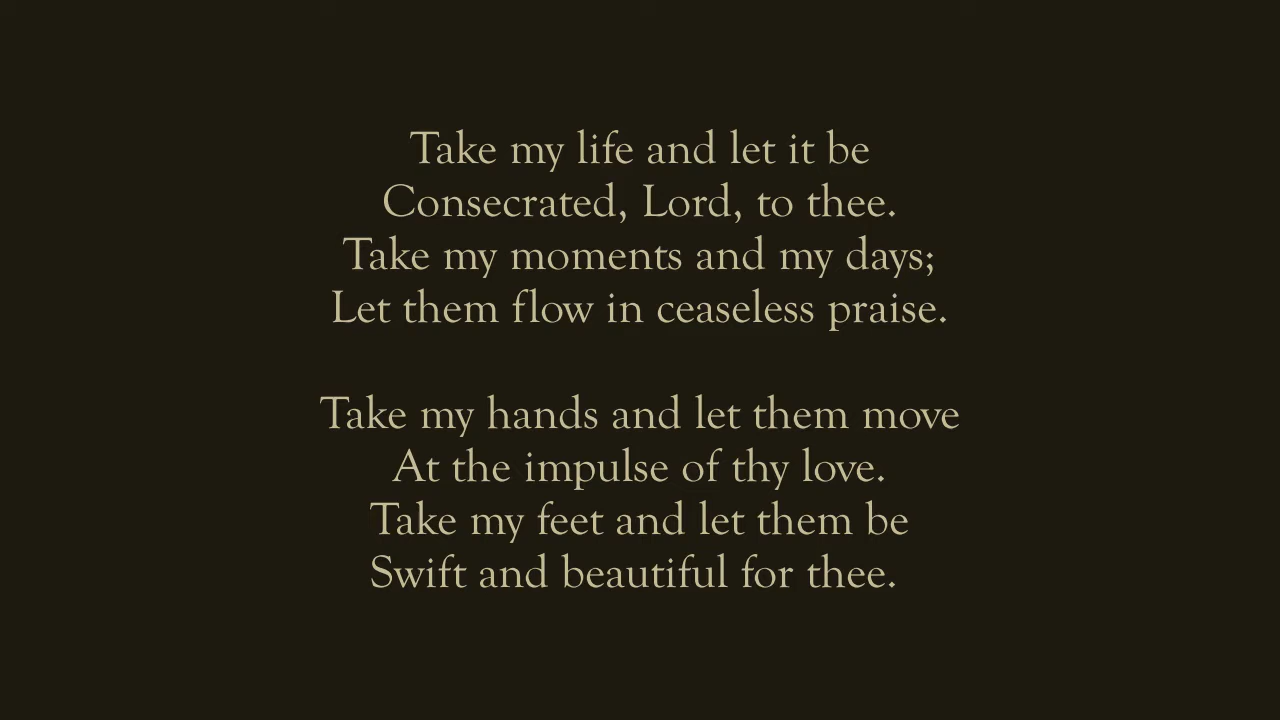 Take my life and let it be
Consecrated, Lord, to thee.
Take my moments and my days;
Let them flow in ceaseless praise.
Take my hands and let them move
At the impulse of thy love.
Take my feet and let them be
Swift and beautiful for thee.